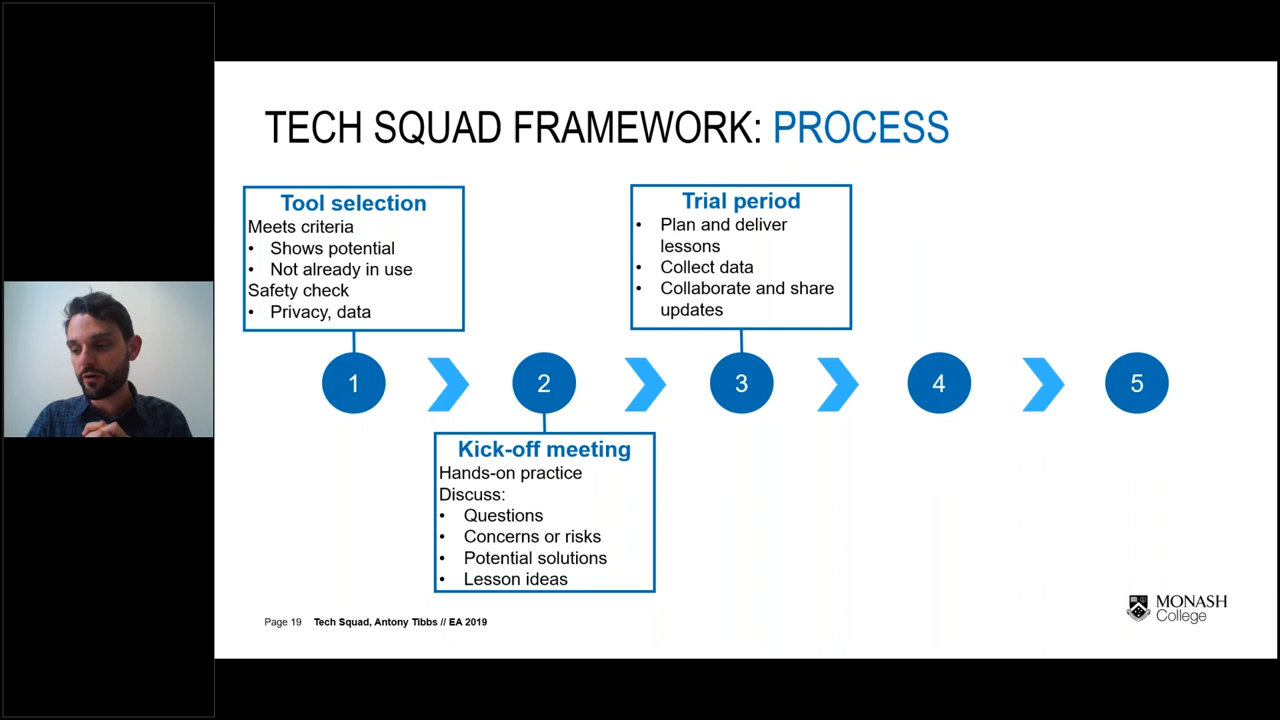 TECH SQUAD FRAMEWORK: PROCESS
Tool selection
Meets criteria
• Shows potential
• Not already in use
Safety check
• Privacy, data
Trial period
• Plan and deliver
lessons
• Collect data
• Collaborate and share
updates
1
2
3
4
5
Kick-off meeting
Hands-on practice
Discuss:
• Questions
• Concerns or risks
• Potential solutions
• Lesson ideas
MONASH
College
Page 19 Tech Squad, Antony Tibbs // EA 2019